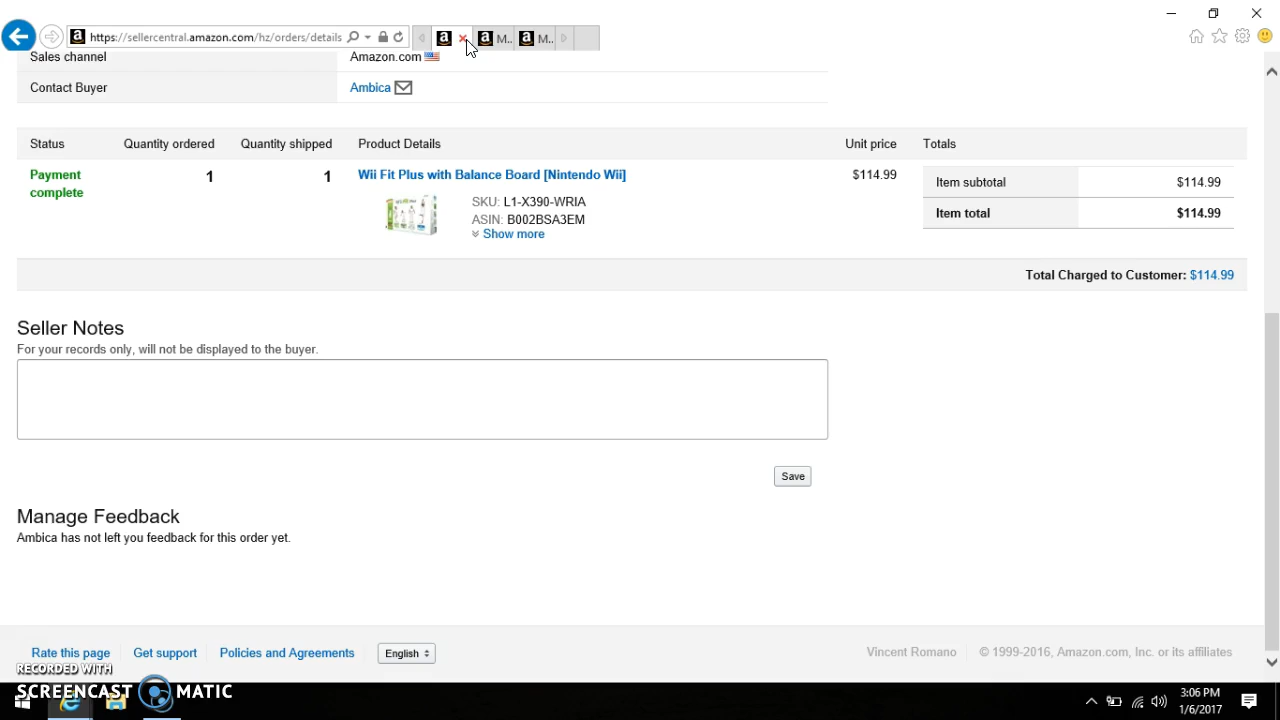 https://sellercentral.amazon.com/hz/orders/details
M..
M..
Sales channel Amazon.com
Contact Buyer Ambica
Status Quantity ordered Quantity shipped Product Details Unit price Totals
Payment complete 1 1 Wii Fit Plus with Balance Board [Nintendo Wii] $114.99 Item subtotal $114.99
SKU: L1-X390-WRIA
ASIN: B002BSA3EM
Show more
Item total $114.99
Total Charged to Customer: $114.99
Seller Notes
For your records only, will not be displayed to the buyer.
Save
Manage Feedback
Ambica has not left you feedback for this order yet.
Rate this page Get support Policies and Agreements English Vincent Romano © 1999-2016, Amazon.com, Inc. or its affiliates
RECORDED WITH
SCREENCAST MATIC
3:06 PM
1/6/2017